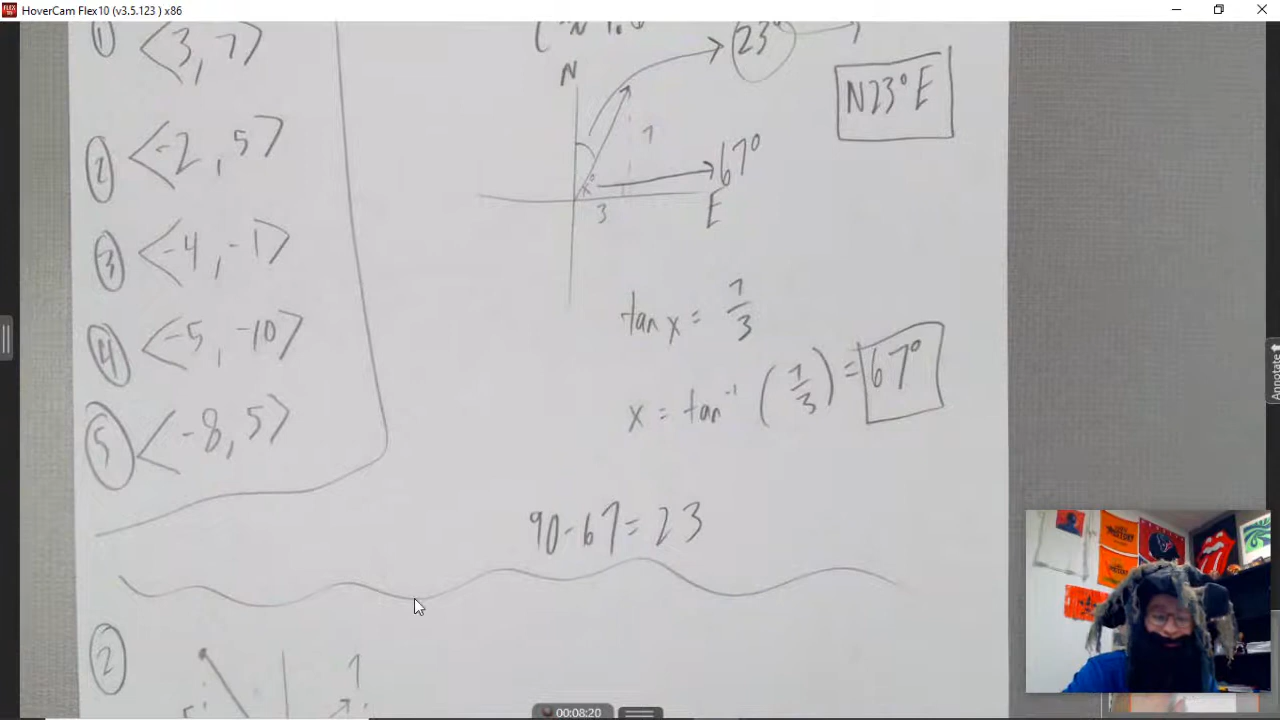 HoverCam Flex10 (v3.5.123) x86
① <3, 7>
② <-2, 5>
③ <-4, -1>
④ <-5, -10>
⑤ <-8, 5>
23°
N
N23°E
7
67°
x°
3
E
tan x = 7/3
x = tan⁻¹ (7/3) = 67°
90-67=23
②
Annotate
00:08:20